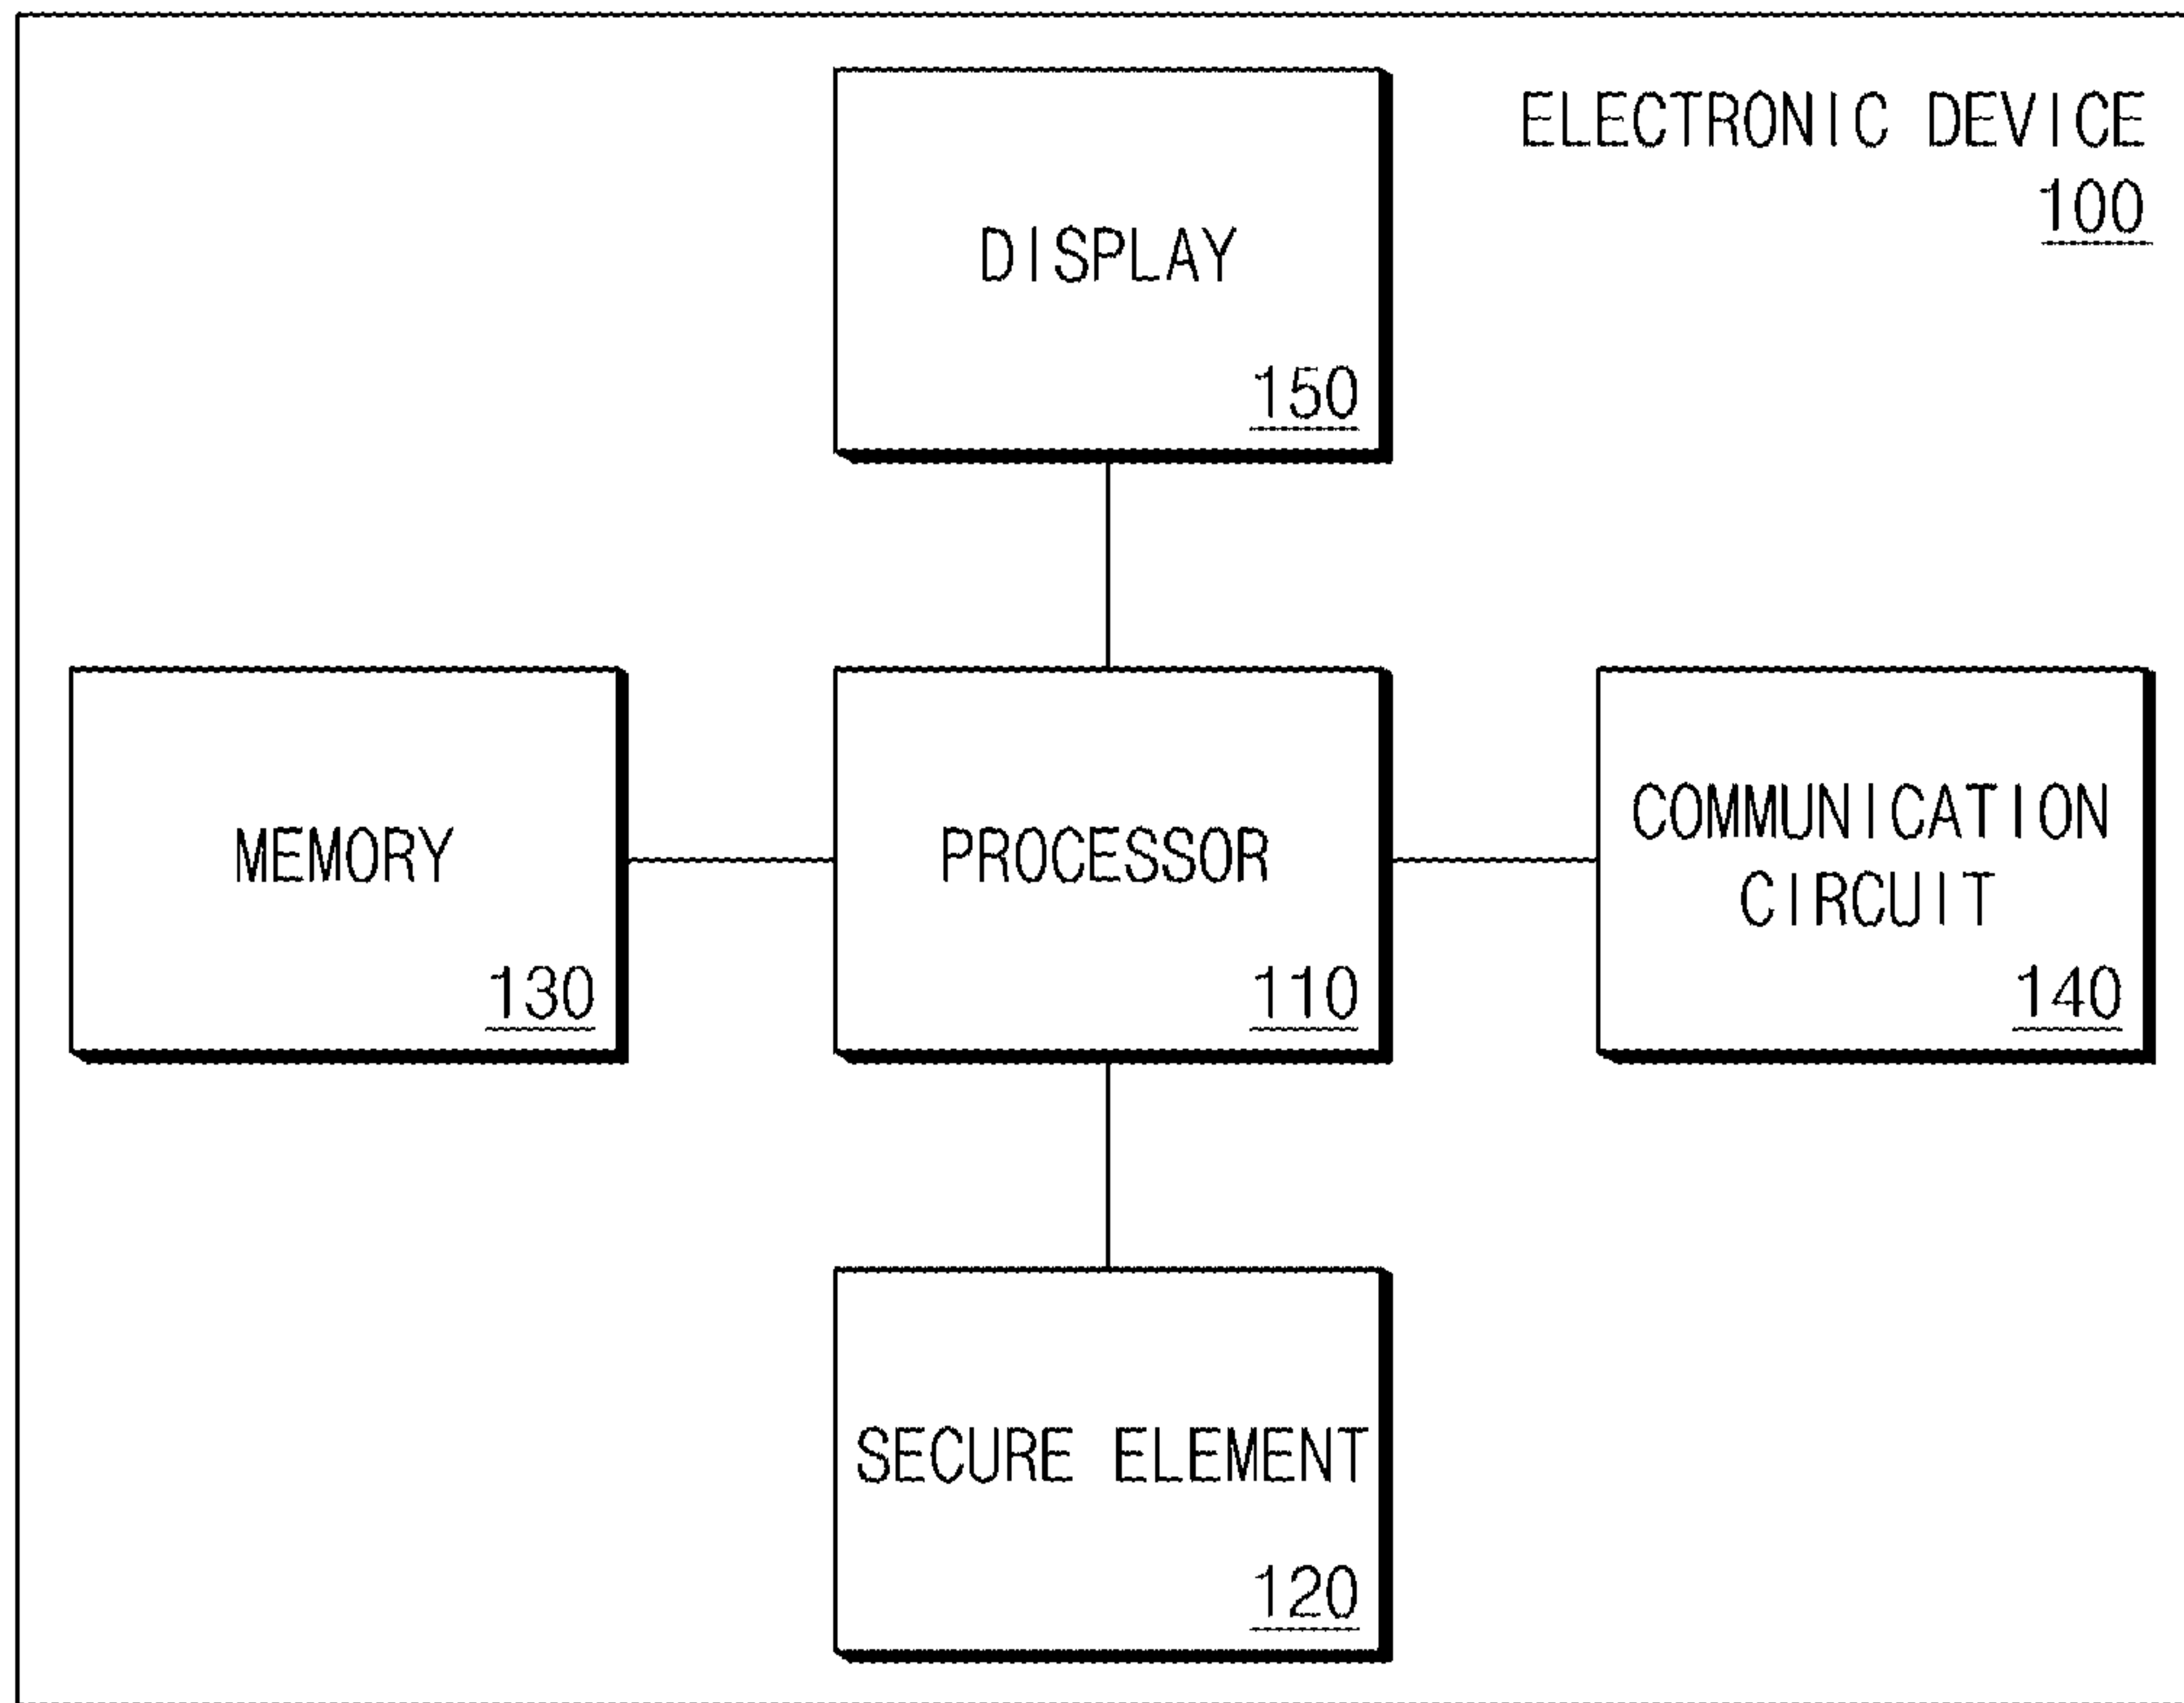 ELECTRONIC DEVICE
100
DISPLAY
150
MEMORY
130
PROCESSOR
110
COMMUNICATION
CIRCUIT
140
SECURE ELEMENT
120